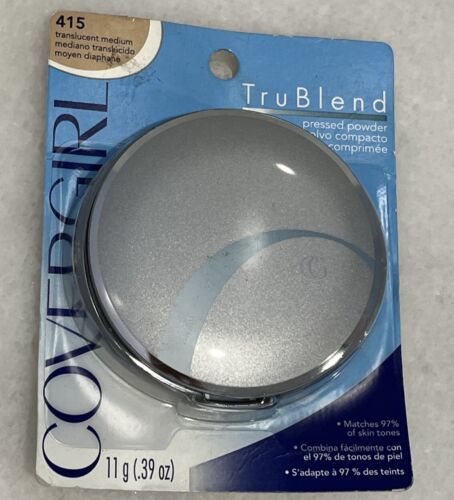 415
translucent medium
mediano translúcido
moyen diaphane
COVERGIRL
TruBlend
pressed powder
olvo compacto
comprimée
CG
• Matches 97%
of skin tones
• Combina fácilmente con
el 97% de tonos de piel
• S'adapte à 97 % des teints
11 g (.39 oz)